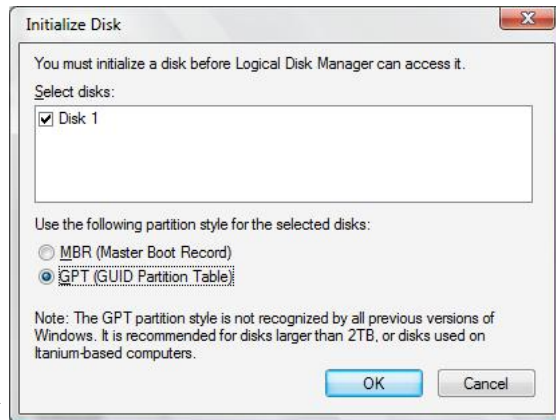 Initialize Disk
You must initialize a disk before Logical Disk Manager can access it.
Select disks:
Disk 1
Use the following partition style for the selected disks:
MBR (Master Boot Record)
GPT (GUID Partition Table)
Note: The GPT partition style is not recognized by all previous versions of
Windows. It is recommended for disks larger than 2TB, or disks used on
Itanium-based computers.
OK Cancel